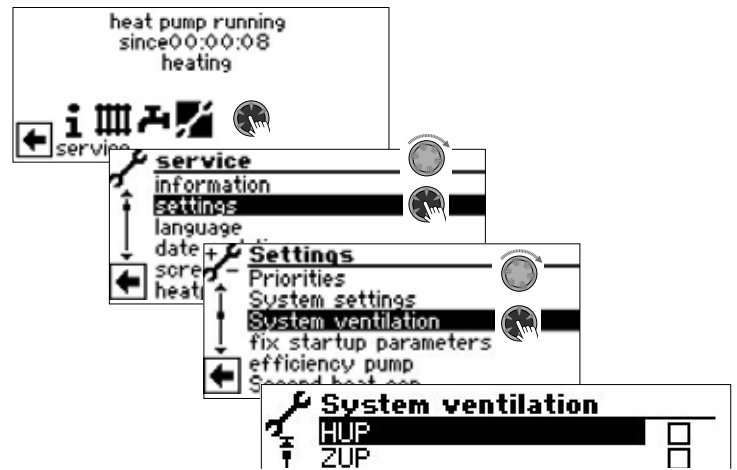 heat pump running
since00:00:08
heating
service
service
information
settings
language
date
Settings
Priorities
System settings
System ventilation
fix startup parameters
efficiency pump
System ventilation
HUP
ZUP